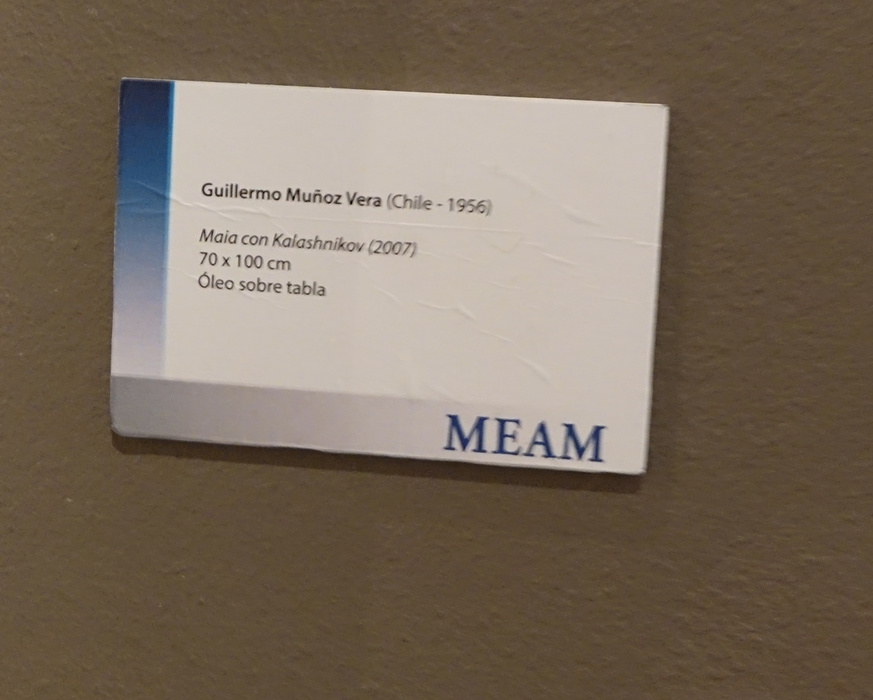 Guillermo Muñoz Vera (Chile - 1956)
Maia con Kalashnikov (2007)
70 x 100 cm
Óleo sobre tabla
MEAM